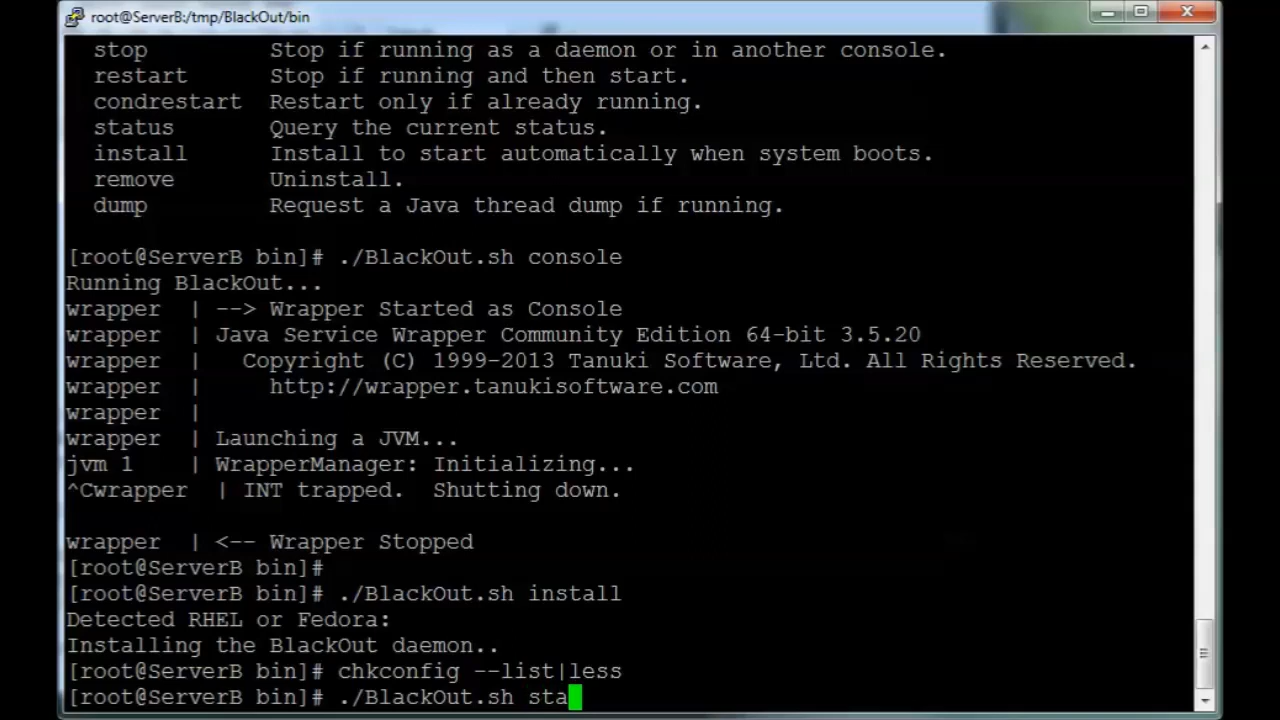 root@ServerB:/tmp/BlackOut/bin
stop Stop if running as a daemon or in another console.
restart Stop if running and then start.
condrestart Restart only if already running.
status Query the current status.
install Install to start automatically when system boots.
remove Uninstall.
dump Request a Java thread dump if running.
[root@ServerB bin]# ./BlackOut.sh console
Running BlackOut...
wrapper | --> Wrapper Started as Console
wrapper | Java Service Wrapper Community Edition 64-bit 3.5.20
wrapper | Copyright (C) 1999-2013 Tanuki Software, Ltd. All Rights Reserved.
wrapper | http://wrapper.tanukisoftware.com
wrapper |
wrapper | Launching a JVM...
jvm 1 | WrapperManager: Initializing...
^Cwrapper | INT trapped. Shutting down.
wrapper | <-- Wrapper Stopped
[root@ServerB bin]#
[root@ServerB bin]# ./BlackOut.sh install
Detected RHEL or Fedora:
Installing the BlackOut daemon..
[root@ServerB bin]# chkconfig --list|less
[root@ServerB bin]# ./BlackOut.sh sta